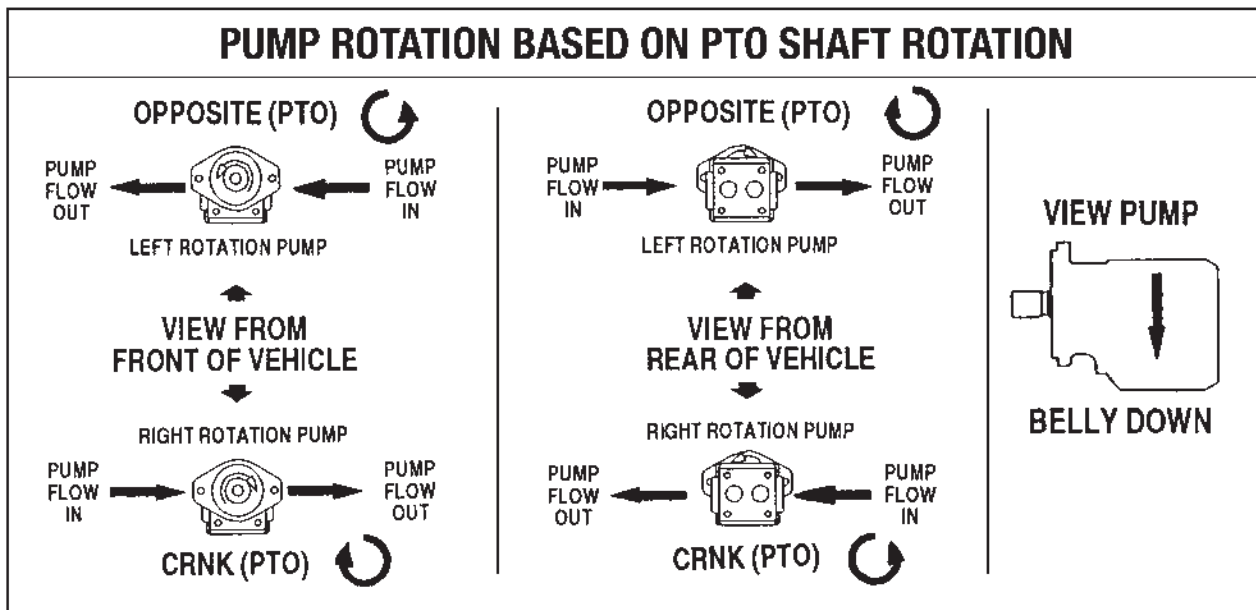 PUMP ROTATION BASED ON PTO SHAFT ROTATION
OPPOSITE (PTO)
PUMP
FLOW
OUT
PUMP
FLOW
IN
LEFT ROTATION PUMP
VIEW FROM
FRONT OF VEHICLE
RIGHT ROTATION PUMP
PUMP
FLOW
IN
PUMP
FLOW
OUT
CRNK (PTO)
OPPOSITE (PTO)
PUMP
FLOW
IN
PUMP
FLOW
OUT
LEFT ROTATION PUMP
VIEW FROM
REAR OF VEHICLE
RIGHT ROTATION PUMP
PUMP
FLOW
OUT
PUMP
FLOW
IN
CRNK (PTO)
VIEW PUMP
BELLY DOWN